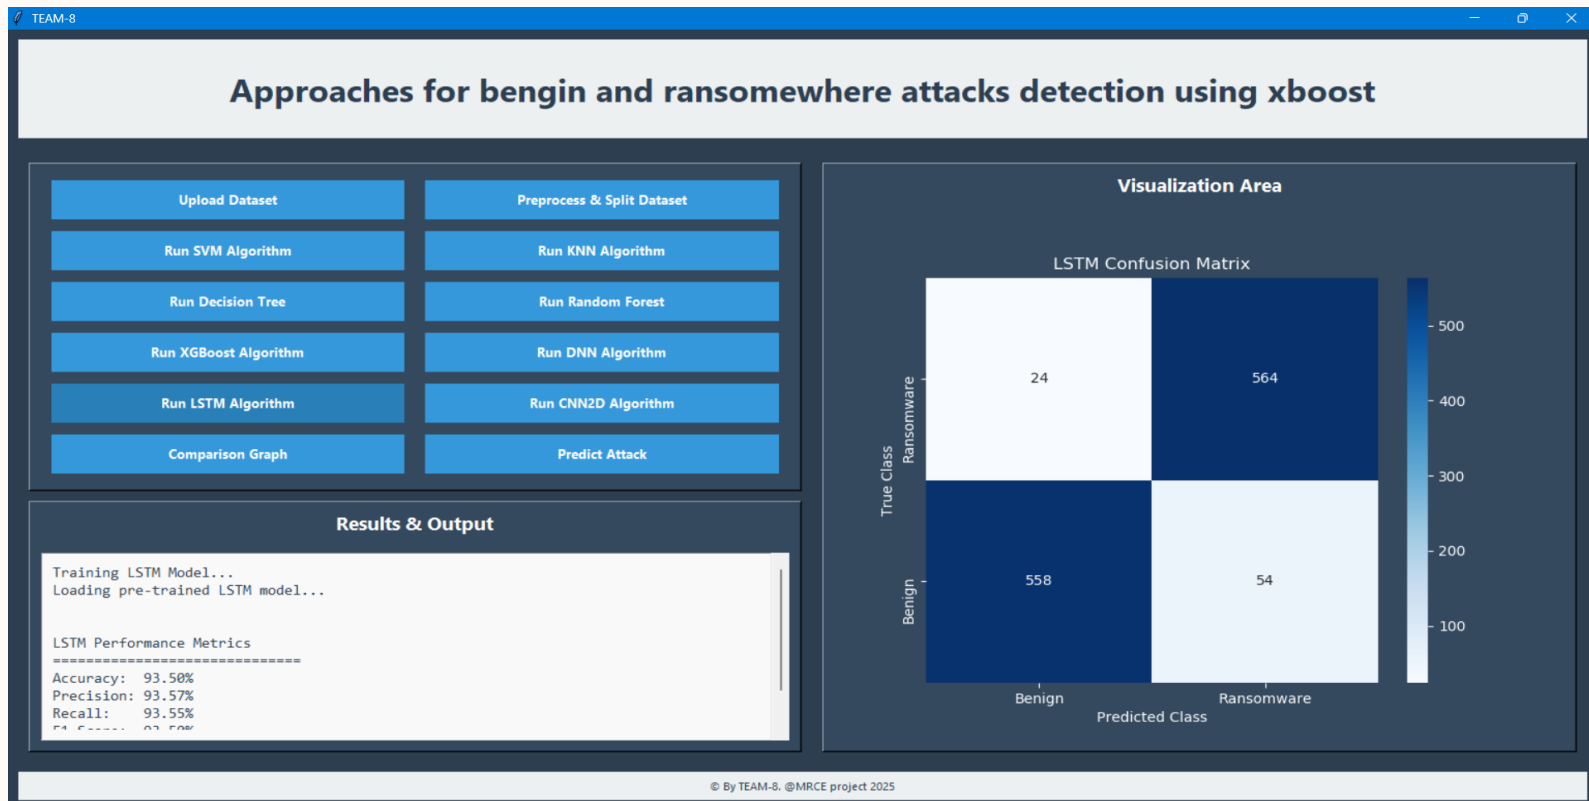 TEAM-8
Approaches for bengin and ransomewhere attacks detection using xboost
Upload Dataset
Preprocess & Split Dataset
Run SVM Algorithm
Run KNN Algorithm
Run Decision Tree
Run Random Forest
Run XGBoost Algorithm
Run DNN Algorithm
Run LSTM Algorithm
Run CNN2D Algorithm
Comparison Graph
Predict Attack
Results & Output
Training LSTM Model...
Loading pre-trained LSTM model...
LSTM Performance Metrics
==============================
Accuracy: 93.50%
Precision: 93.57%
Recall: 93.55%
F1 Score: 93.50%
Visualization Area
LSTM Confusion Matrix
True Class
Ransomware
24
564
Benign
558
54
Benign
Ransomware
Predicted Class
500
400
300
200
100
© By TEAM-8. @MRCE project 2025